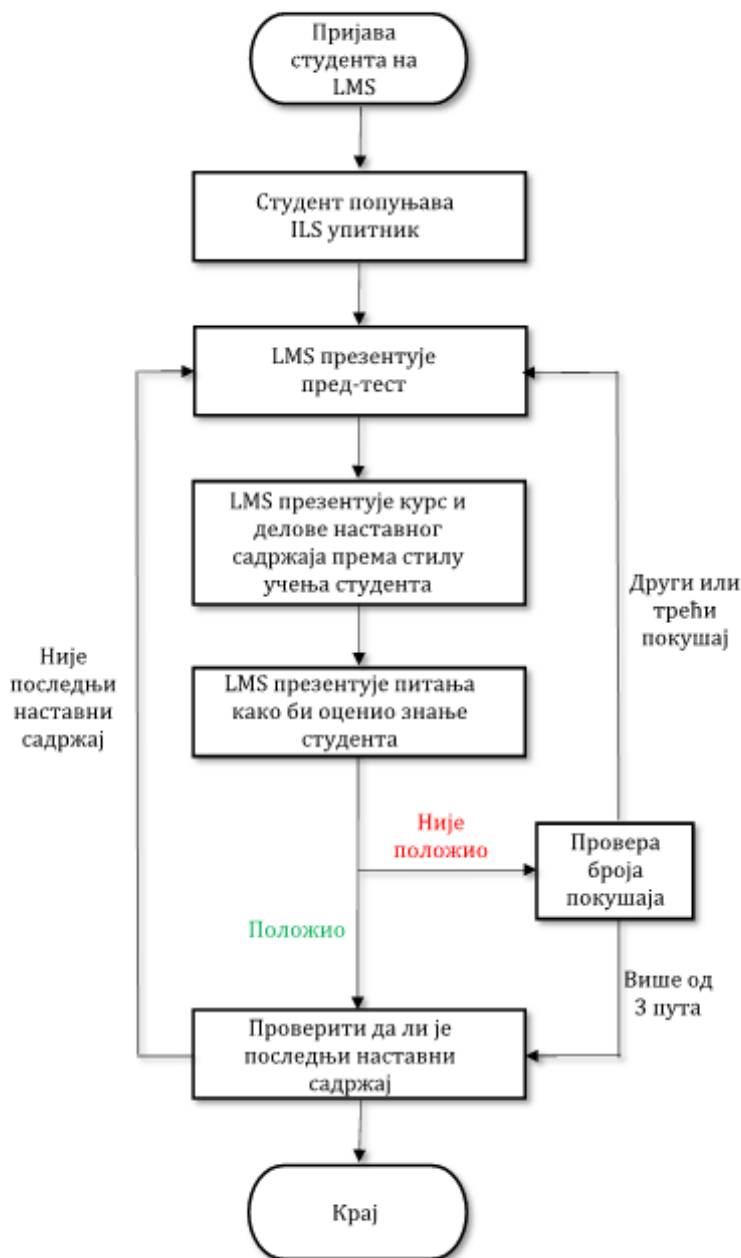 Пријава
студента на
LMS
Студент попуњава
ILS упитник
LMS презентује
пред-тест
LMS презентује курс и
делове наставног
садржаја према стилу
учења студента
Други или
трећи
покушај
Није
последњи
наставни
садржај
LMS презентује питања
како би оценио знање
студента
Није
положио
Провера
броја
покушаја
Положио
Више од
3 пута
Проверити да ли је
последњи наставни
садржај
Крај